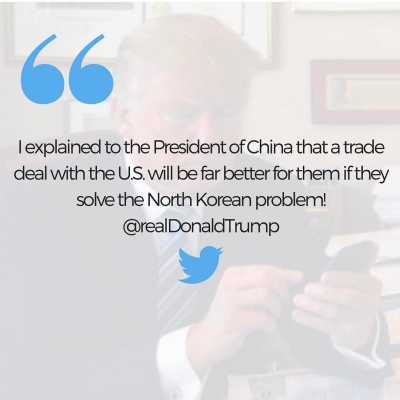 I explained to the President of China that a trade
deal with the U.S. will be far better for them if they
solve the North Korean problem!
@realDonaldTrump